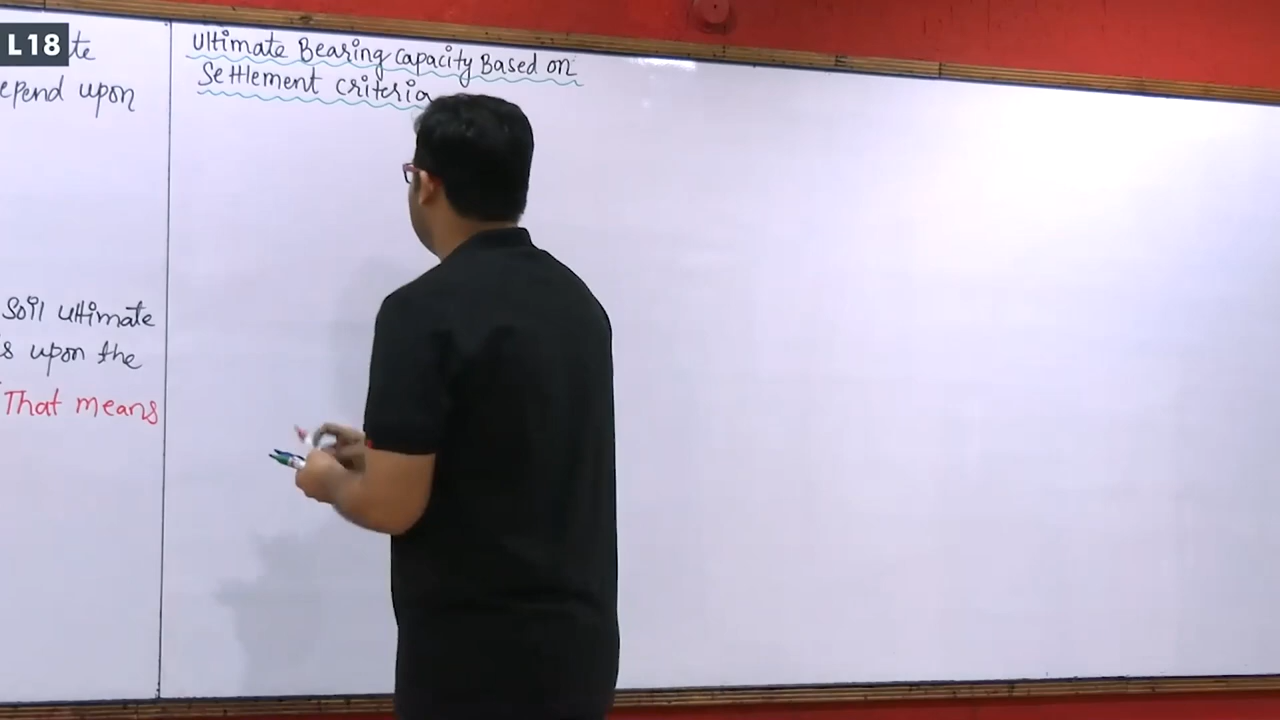 L18
te
epend upon
Soil ultimate
s upon the
That means
Ultimate Bearing Capacity Based on
Settlement criteria